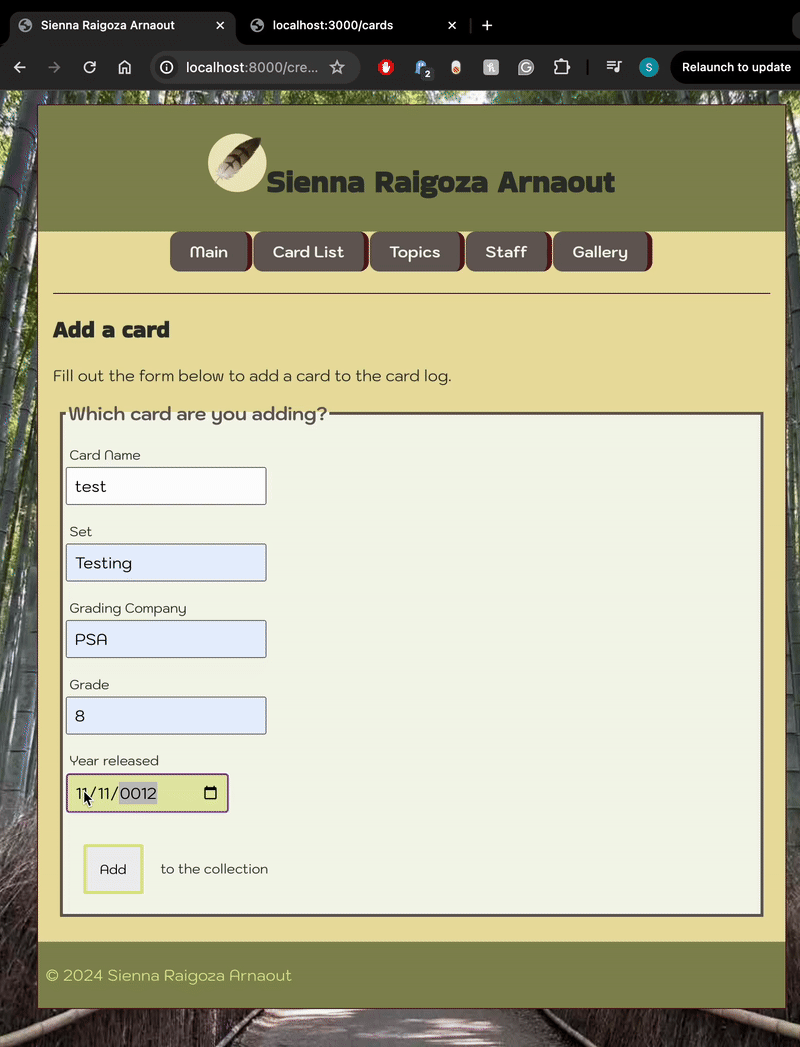 Sienna Raigoza Arnaout
localhost:3000/cards
localhost:8000/cre...
2
S
Relaunch to update
Sienna Raigoza Arnaout
Main
Card List
Topics
Staff
Gallery
Add a card
Fill out the form below to add a card to the card log.
Which card are you adding?
Card Name
test
Set
Testing
Grading Company
PSA
Grade
8
Year released
11/11/0012
Add to the collection
© 2024 Sienna Raigoza Arnaout